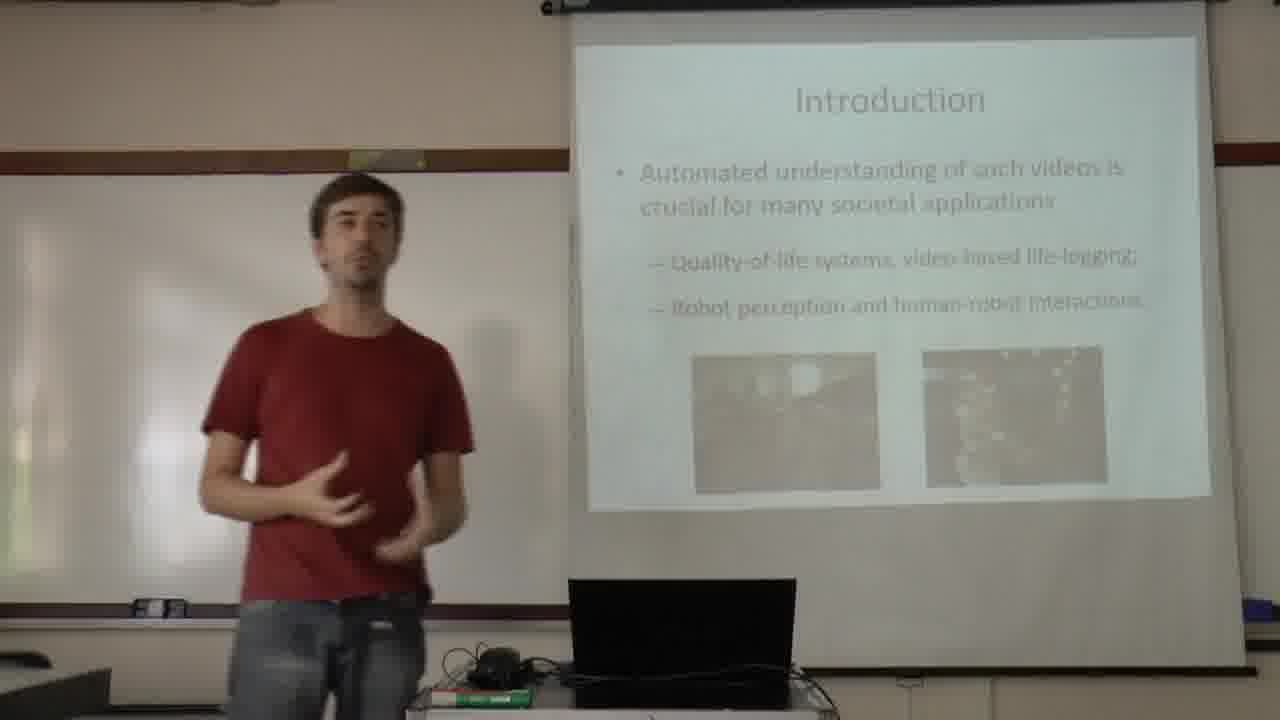 Introduction
• Automated understanding of such videos is
crucial for many societal applications
– Quality-of-life systems, video-based life-logging;
– Robot perception and human-robot interactions.